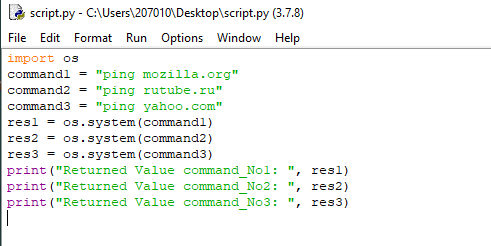 script.py - C:\Users\207010\Desktop\script.py (3.7.8)
File Edit Format Run Options Window Help
import os
command1 = "ping mozilla.org"
command2 = "ping rutube.ru"
command3 = "ping yahoo.com"
res1 = os.system(command1)
res2 = os.system(command2)
res3 = os.system(command3)
print("Returned Value command_No1: ", res1)
print("Returned Value command_No2: ", res2)
print("Returned Value command_No3: ", res3)